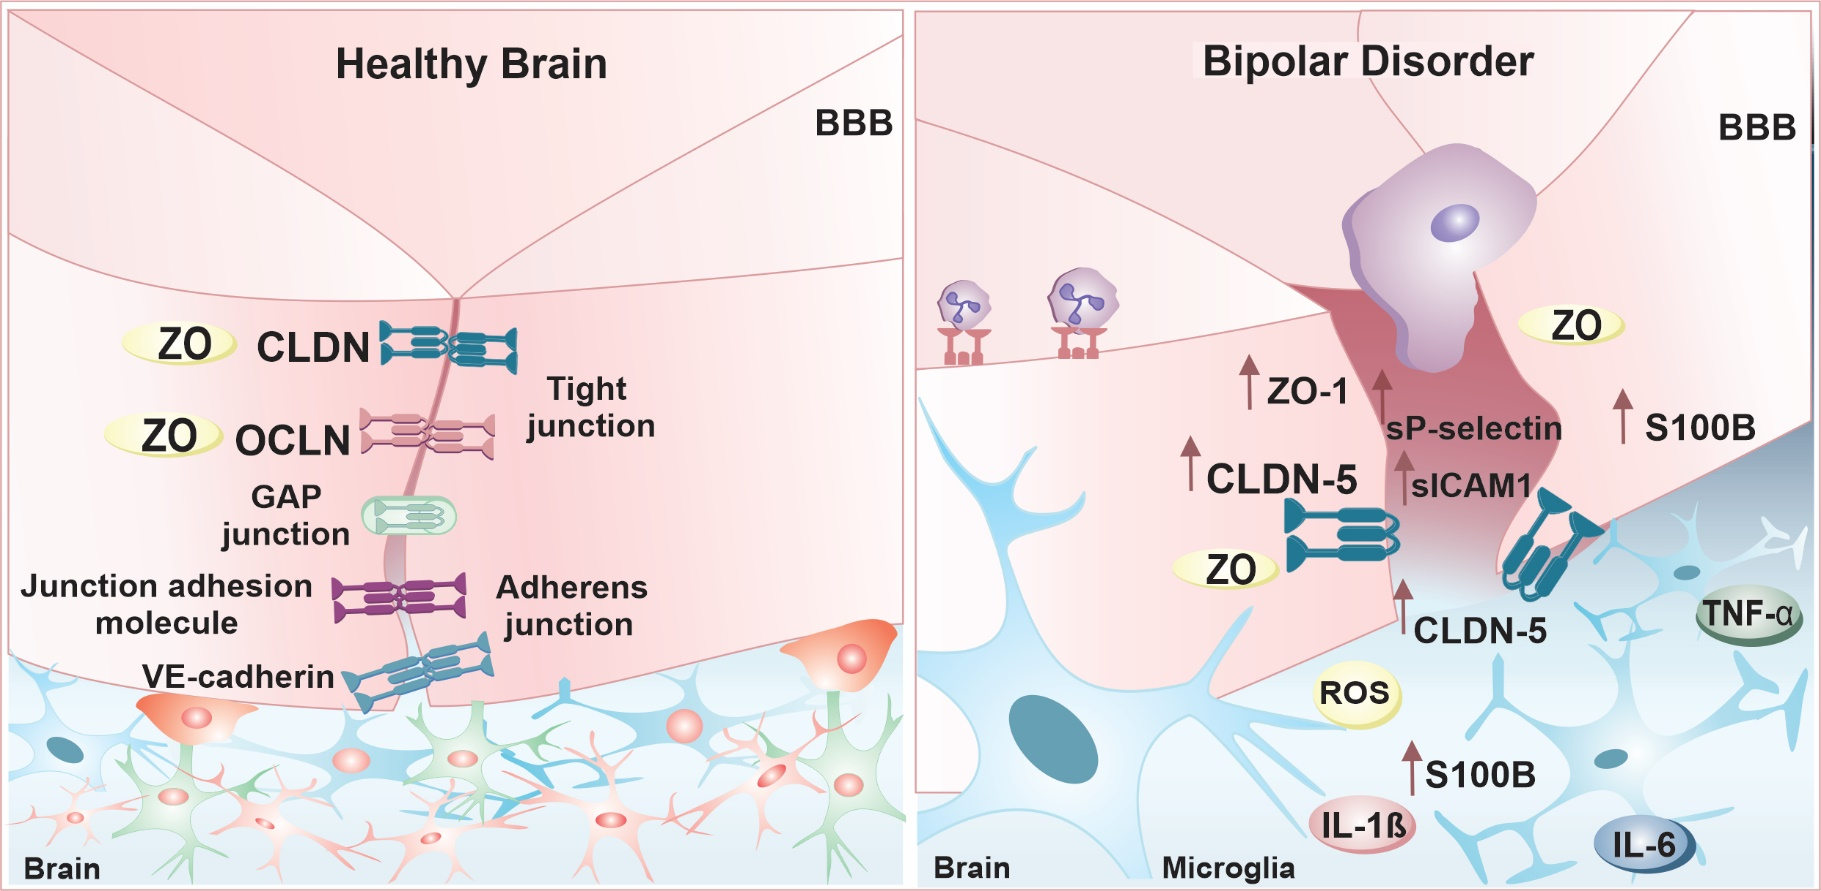 Healthy Brain
BBB
ZO CLDN
Tight
junction
ZO OCLN
GAP
junction
Junction adhesion
molecule
Adherens
junction
VE-cadherin
Brain
Bipolar Disorder
BBB
ZO
ZO-1
sP-selectin
S100B
CLDN-5
sICAM1
ZO
TNF-α
CLDN-5
ROS
S100B
IL-1ß
IL-6
Brain
Microglia